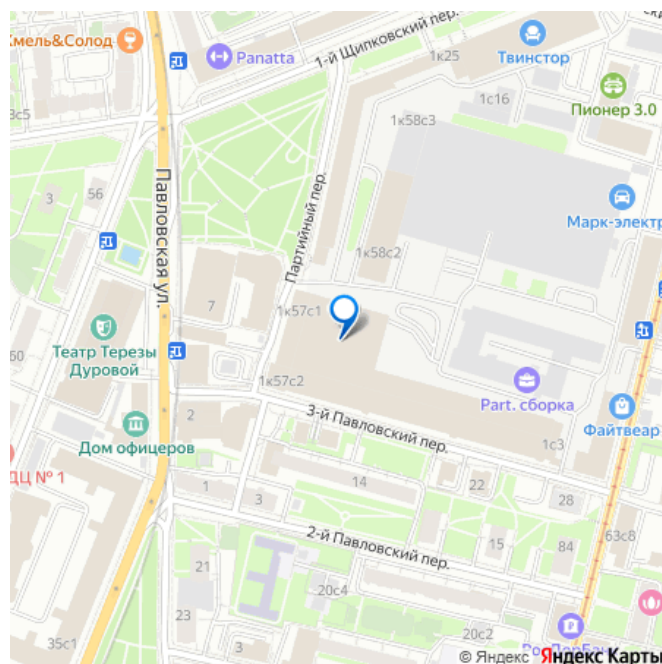 Хмель&Солод
Panatta
1-й Щипковский пер.
1к25
Твинстор
1с16
Пионер 3.0
3с5
1к58с3
56
3
Павловская ул.
Партийный пер.
Марк-электр
1к58с2
7
1к57с1
60
Театр Терезы
Дуровой
1к57с2
Part. сборка
2
3-й Павловский пер.
Файтвеар
Дом офицеров
1с3
ДЦ № 1
1
3
14
22
28
2-й Павловский пер.
15
84
63с8
21
20с4
23
3
20с2
35с1
© Яндекс Яндекс Карты